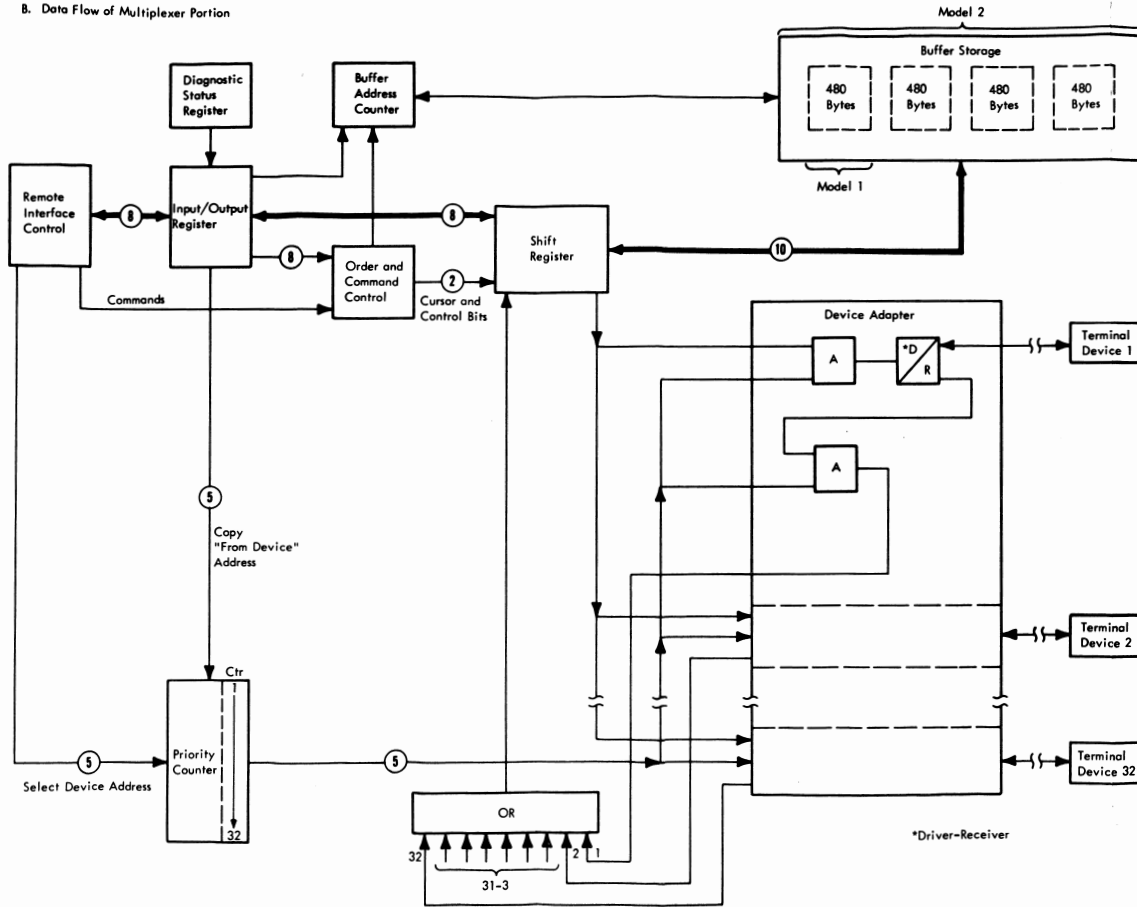 B. Data Flow of Multiplexer Portion
Model 2
Buffer Storage
480
Bytes
480
Bytes
480
Bytes
480
Bytes
Model 1
Diagnostic
Status
Register
Buffer
Address
Counter
Remote
Interface
Control
8
Input/Output
Register
8
Shift
Register
10
8
Order and
Command
Control
2
Cursor and
Control Bits
Commands
Device Adapter
A
*D
R
Terminal
Device 1
A
5
Copy
"From Device"
Address
Terminal
Device 2
Ctr
1
Priority
Counter
32
5
Select Device Address
5
Terminal
Device 32
OR
32
2
1
31-3
*Driver-Receiver